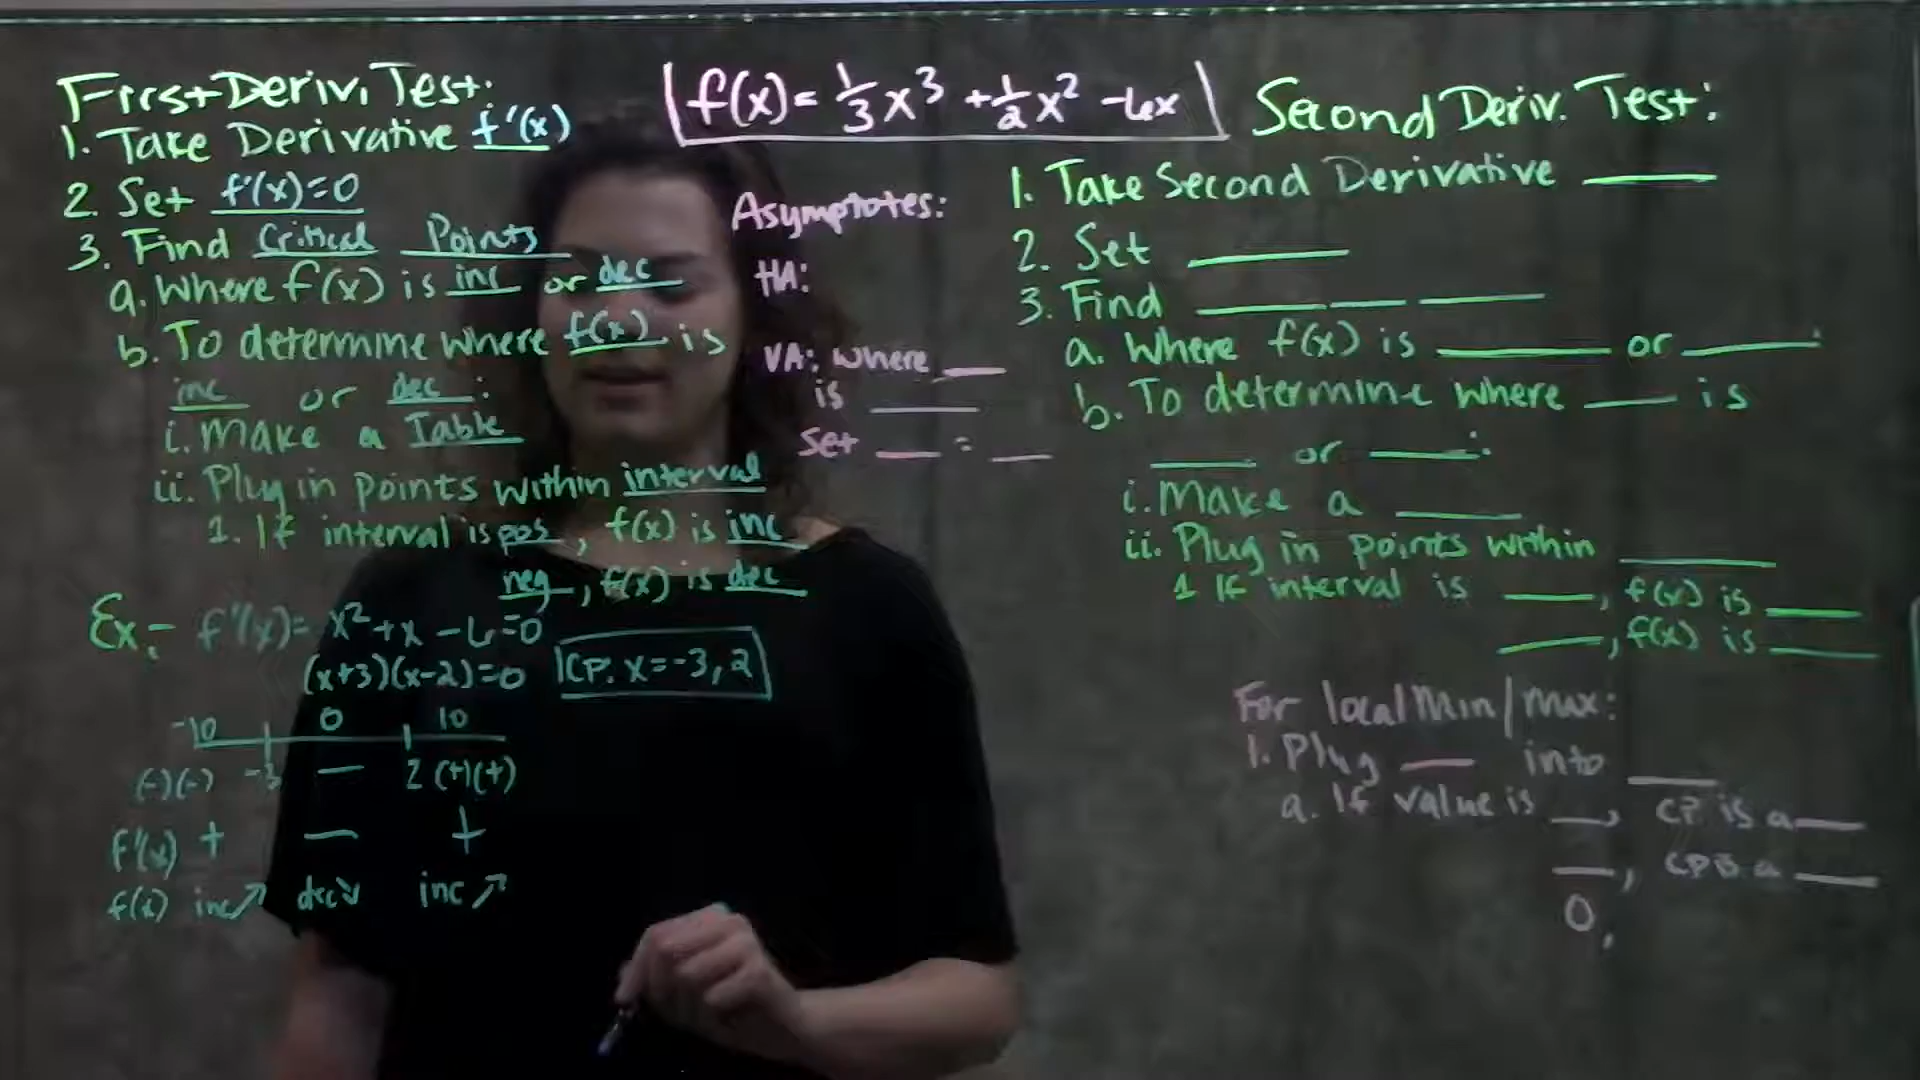 First Deriv. Test:
1. Take Derivative f'(x)
2. Set f'(x)=0
3. Find Critical Points
a. Where f(x) is inc or dec
b. To determine where f(x) is
inc or dec:
i. Make a Table
ii. Plug in points within interval
1. If interval is pos, f(x) is inc
neg, f(x) is dec
Ex: f'(x)= x²+x-6=0
(x+3)(x-2)=0 CP: x=-3,2
-10 0 10
(-)(-) -3 — 2 (+)(+)
f'(x) + — +
f(x) inc↗ dec↘ inc↗
f(x)= 1/3x³ +1/2x² -6x
Asymptotes:
HA:
VA: where ___
is ___
Set ___ = ___
Second Deriv. Test:
1. Take Second Derivative ___
2. Set ___
3. Find ___ ___ ___
a. Where f(x) is ___ or ___.
b. To determine where ___ is
___ or ___:
i. Make a ___
ii. Plug in points within ___
1 If interval is ___, f(x) is ___
___, f(x) is ___
For local Min/Max:
1. Plug ___ into ___
a. If value is ___, CP is a ___
___, CP is a ___
0,